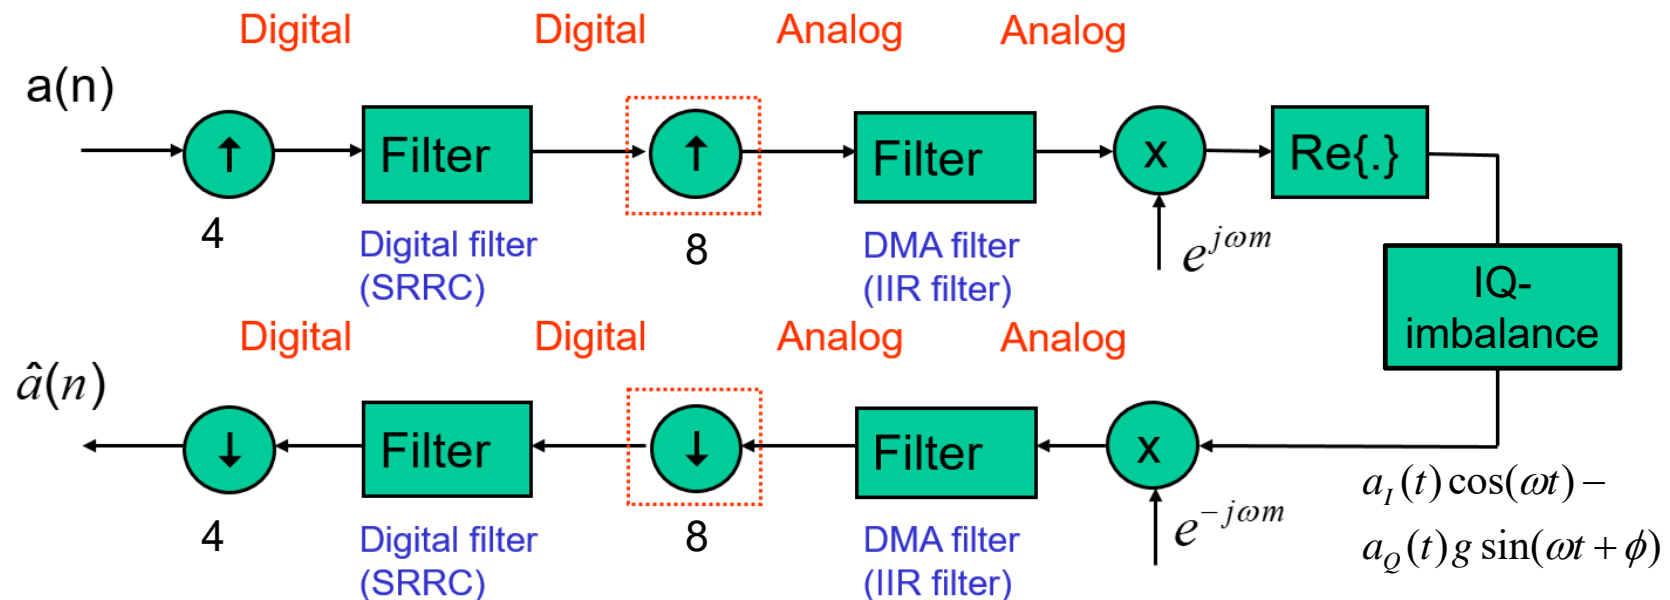 Digital Digital Analog Analog
a(n)
↑ Filter ↑ Filter x Re{.}
4 8
Digital filter
(SRRC)
DMA filter
(IIR filter)
e^{jωm}
IQ-
imbalance
Digital Digital Analog Analog
â(n)
↓ Filter ↓ Filter x
4 8
Digital filter
(SRRC)
DMA filter
(IIR filter)
e^{-jωm}
a_I(t)cos(ωt) −
a_Q(t)g sin(ωt + ϕ)